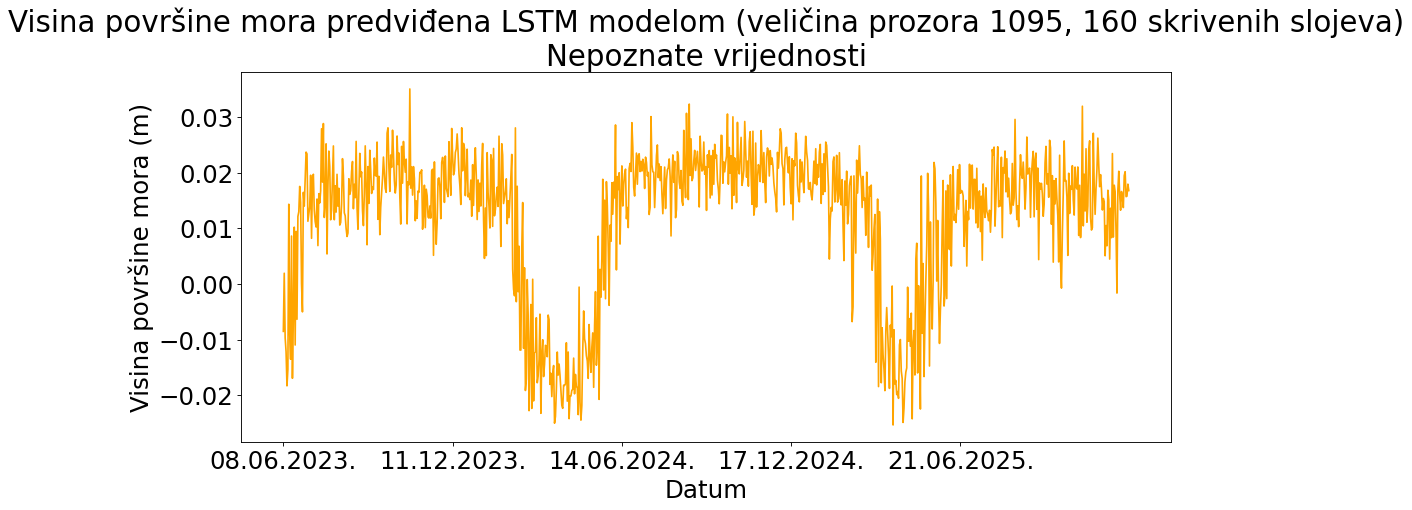 Visina površine mora predviđena LSTM modelom (veličina prozora 1095, 160 skrivenih slojeva)
Nepoznate vrijednosti
Visina površine mora (m)
0.03
0.02
0.01
0.00
−0.01
−0.02
08.06.2023. 11.12.2023. 14.06.2024. 17.12.2024. 21.06.2025.
Datum